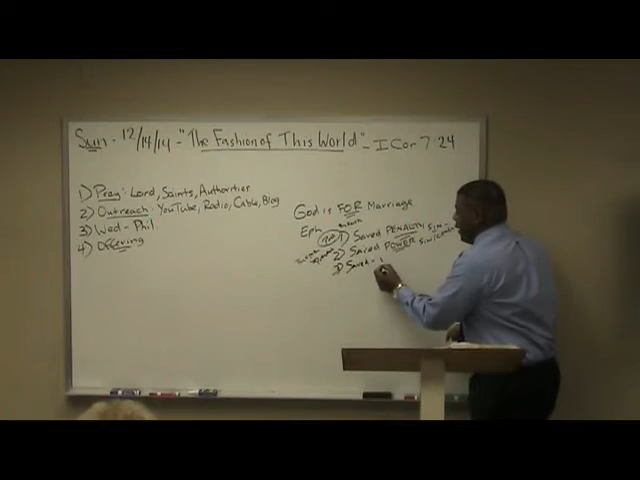 Sun - 12/14/14 - "The Fashion of This World" - I Cor 7:24
1) Pray: Lord, Saints, Authorities
2) Outreach: YouTube, Radio, Cable, Blog
3) Wed - Phil.
4) Offering
God is FOR Marriage
Eph
1) Saved PENALTY SIN -
2) Saved POWER SIN/
3) Saved -